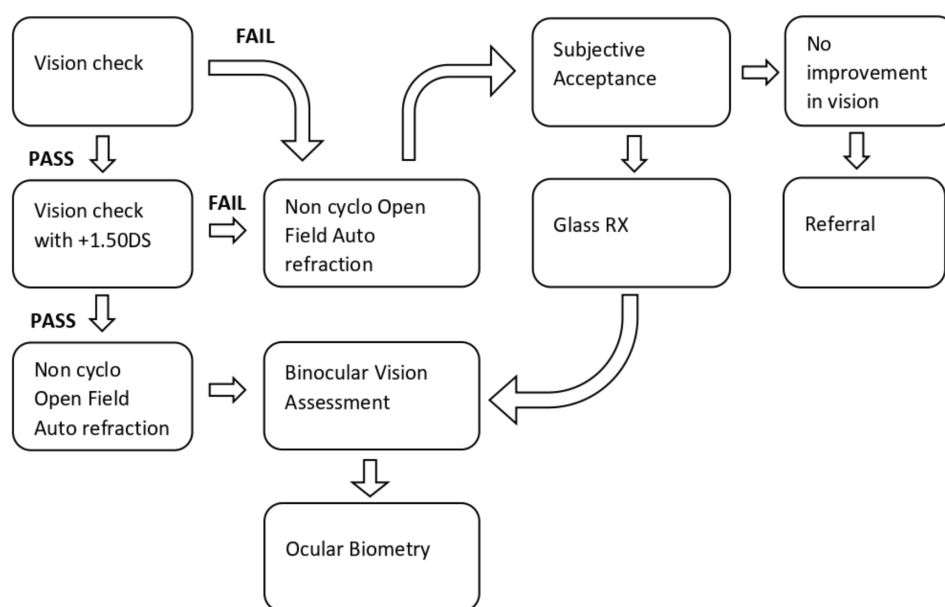 Vision check
FAIL
Subjective
Acceptance
No
improvement
in vision
PASS
Vision check
with +1.50DS
FAIL
Non cyclo Open
Field Auto
refraction
Glass RX
Referral
PASS
Non cyclo
Open Field
Auto refraction
Binocular Vision
Assessment
Ocular Biometry